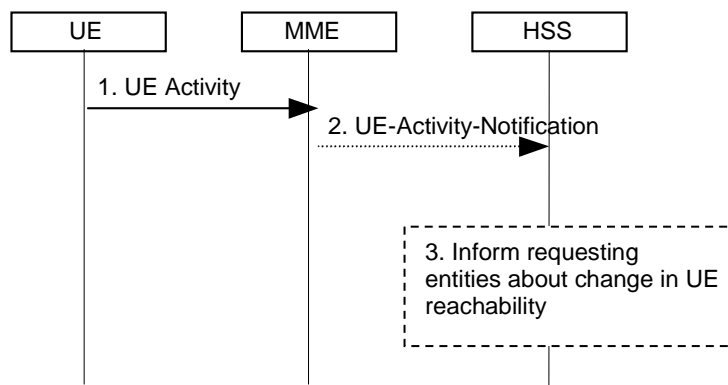 UE
MME
HSS
1. UE Activity
2. UE-Activity-Notification
3. Inform requesting
entities about change in UE
reachability